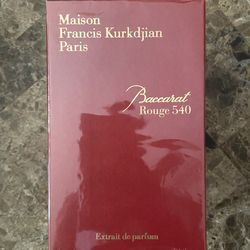 Maison
Francis Kurkdjian
Paris
Baccarat
Rouge 540
Extrait de parfum